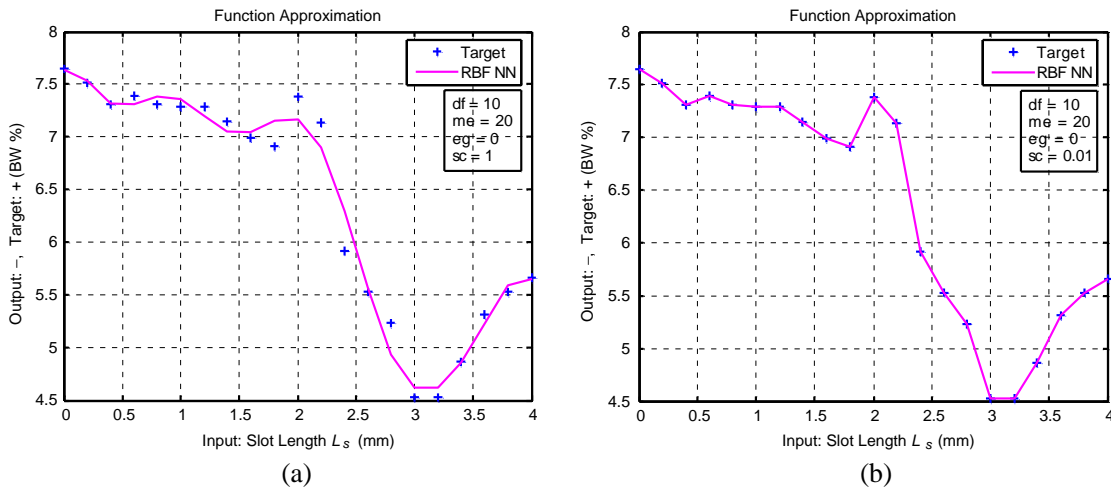 Function Approximation
Output: −, Target: + (BW %)
8
7.5
7
6.5
6
5.5
5
4.5
Target
RBF NN
df = 10
me = 20
eg = 0
sc = 1
0 0.5 1 1.5 2 2.5 3 3.5 4
Input: Slot Length L s (mm)
(a)
Function Approximation
Output: −, Target: + (BW %)
8
7.5
7
6.5
6
5.5
5
4.5
Target
RBF NN
df = 10
me = 20
eg = 0
sc = 0.01
0 0.5 1 1.5 2 2.5 3 3.5 4
Input: Slot Length L s (mm)
(b)